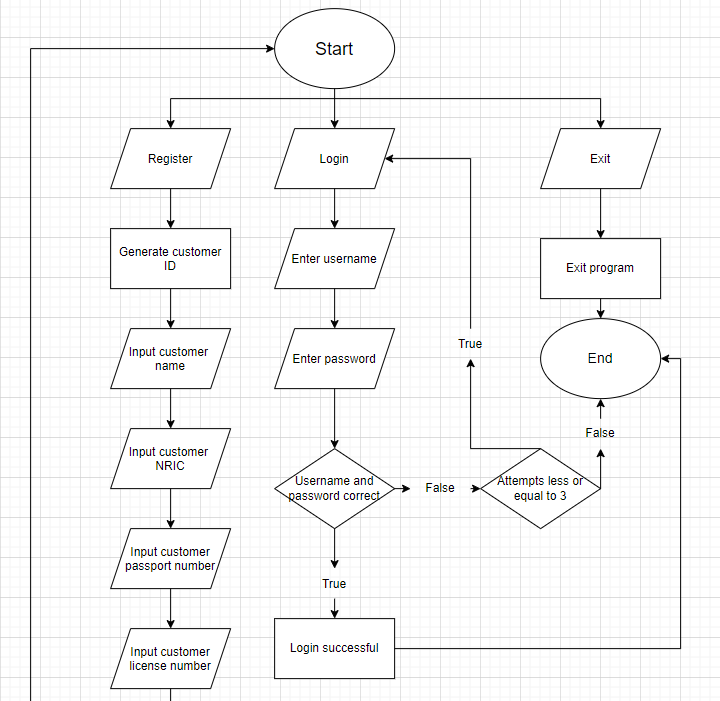 Start
Register
Login
Exit
Generate customer
ID
Enter username
Exit program
Input customer
name
Enter password
True
End
Input customer
NRIC
Username and
password correct
False
Attempts less or
equal to 3
False
Input customer
passport number
True
Input customer
license number
Login successful